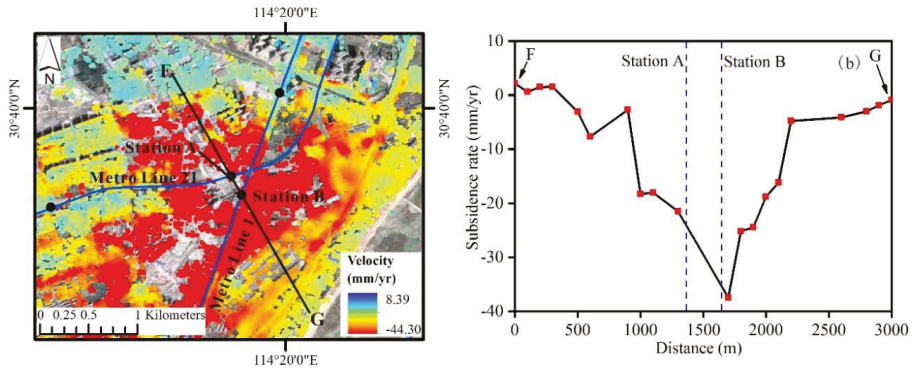 114°20'0"E
(a)
N
30°40'0"N
F
Station A
Metro Line 21
Station B
Metro Line 1
G
Velocity
(mm/yr)
8.39
-44.30
0 0.25 0.5 1 Kilometers
114°20'0"E
30°40'0"N
(b)
Station A
Station B
F
G
Subsidence rate (mm/yr)
10
0
-10
-20
-30
-40
0 500 1000 1500 2000 2500 3000
Distance (m)